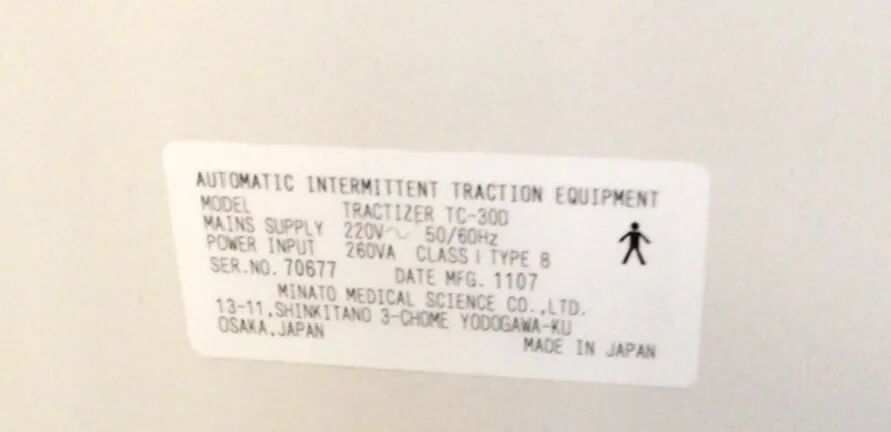 AUTOMATIC INTERMITTENT TRACTION EQUIPMENT
MODEL TRACTIZER TC-30D
MAINS SUPPLY 220V~ 50/60Hz
POWER INPUT 260VA CLASS I TYPE B
SER.NO. 70677 DATE MFG. 1107
MINATO MEDICAL SCIENCE CO.,LTD.
13-11,SHINKITANO 3-CHOME YODOGAWA-KU
OSAKA,JAPAN MADE IN JAPAN